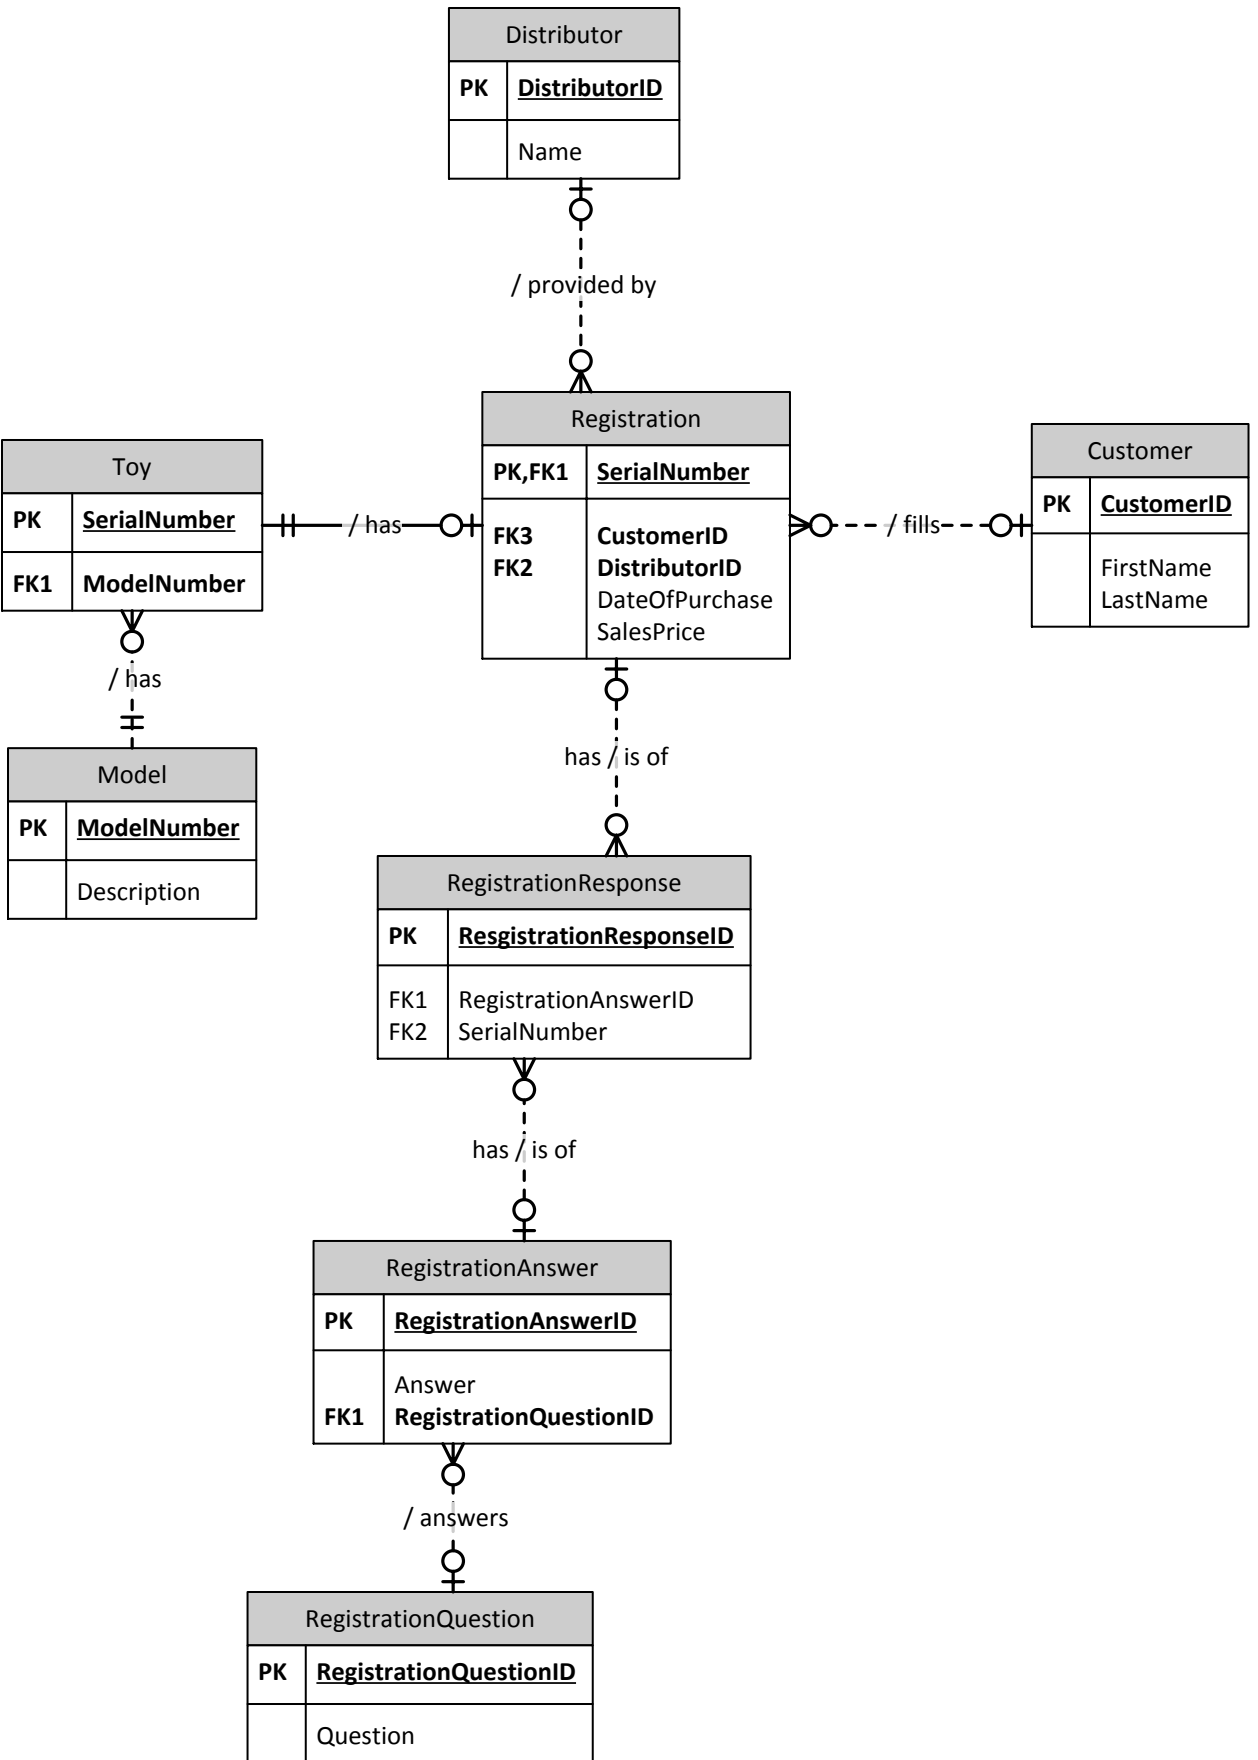 Distributor
PK DistributorID
Name
/ provided by
Registration
PK,FK1 SerialNumber
FK3 CustomerID
FK2 DistributorID
DateOfPurchase
SalesPrice
Toy
PK SerialNumber
FK1 ModelNumber
/ has
/ fills
Customer
PK CustomerID
FirstName
LastName
/ has
Model
PK ModelNumber
Description
has / is of
RegistrationResponse
PK ResgistrationResponseID
FK1 RegistrationAnswerID
FK2 SerialNumber
has / is of
RegistrationAnswer
PK RegistrationAnswerID
Answer
FK1 RegistrationQuestionID
/ answers
RegistrationQuestion
PK RegistrationQuestionID
Question